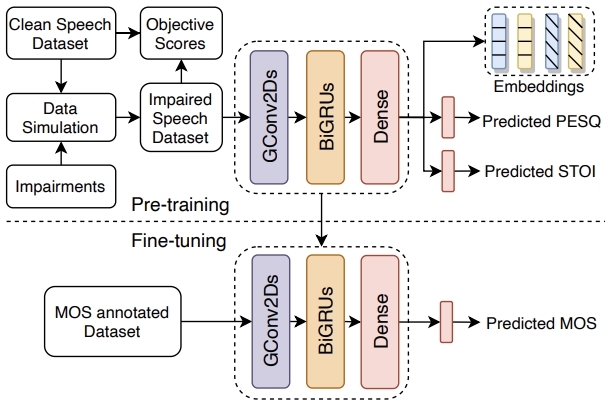 Clean Speech
Dataset
Objective
Scores
Data
Simulation
Impaired
Speech
Dataset
Impairments
GConv2Ds
BiGRUs
Dense
Embeddings
Predicted PESQ
Predicted STOI
Pre-training
Fine-tuning
MOS annotated
Dataset
GConv2Ds
BiGRUs
Dense
Predicted MOS